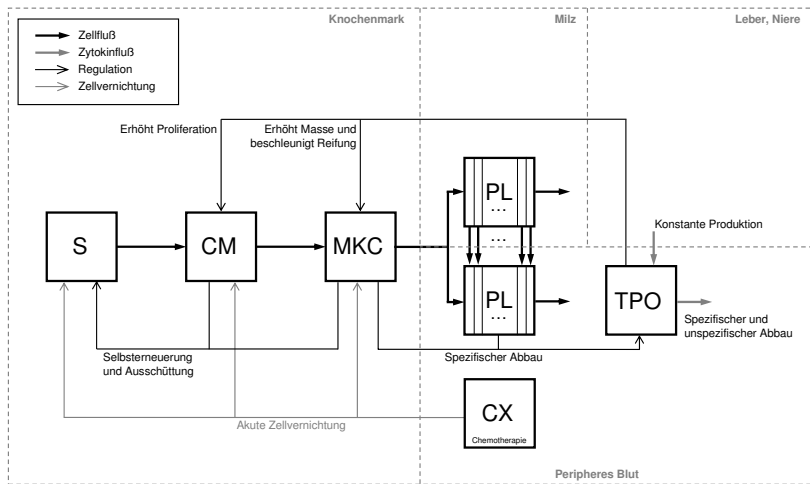 Knochenmark
Milz
Leber, Niere
Zellfluß
Zytokinfluß
Regulation
Zellvernichtung
Erhöht Proliferation
Erhöht Masse und
beschleunigt Reifung
PL
...
Konstante Produktion
S
CM
MKC
...
PL
...
TPO
Spezifischer und
unspezifischer Abbau
Selbsterneuerung
und Ausschüttung
Spezifischer Abbau
CX
Chemotherapie
Akute Zellvernichtung
Peripheres Blut